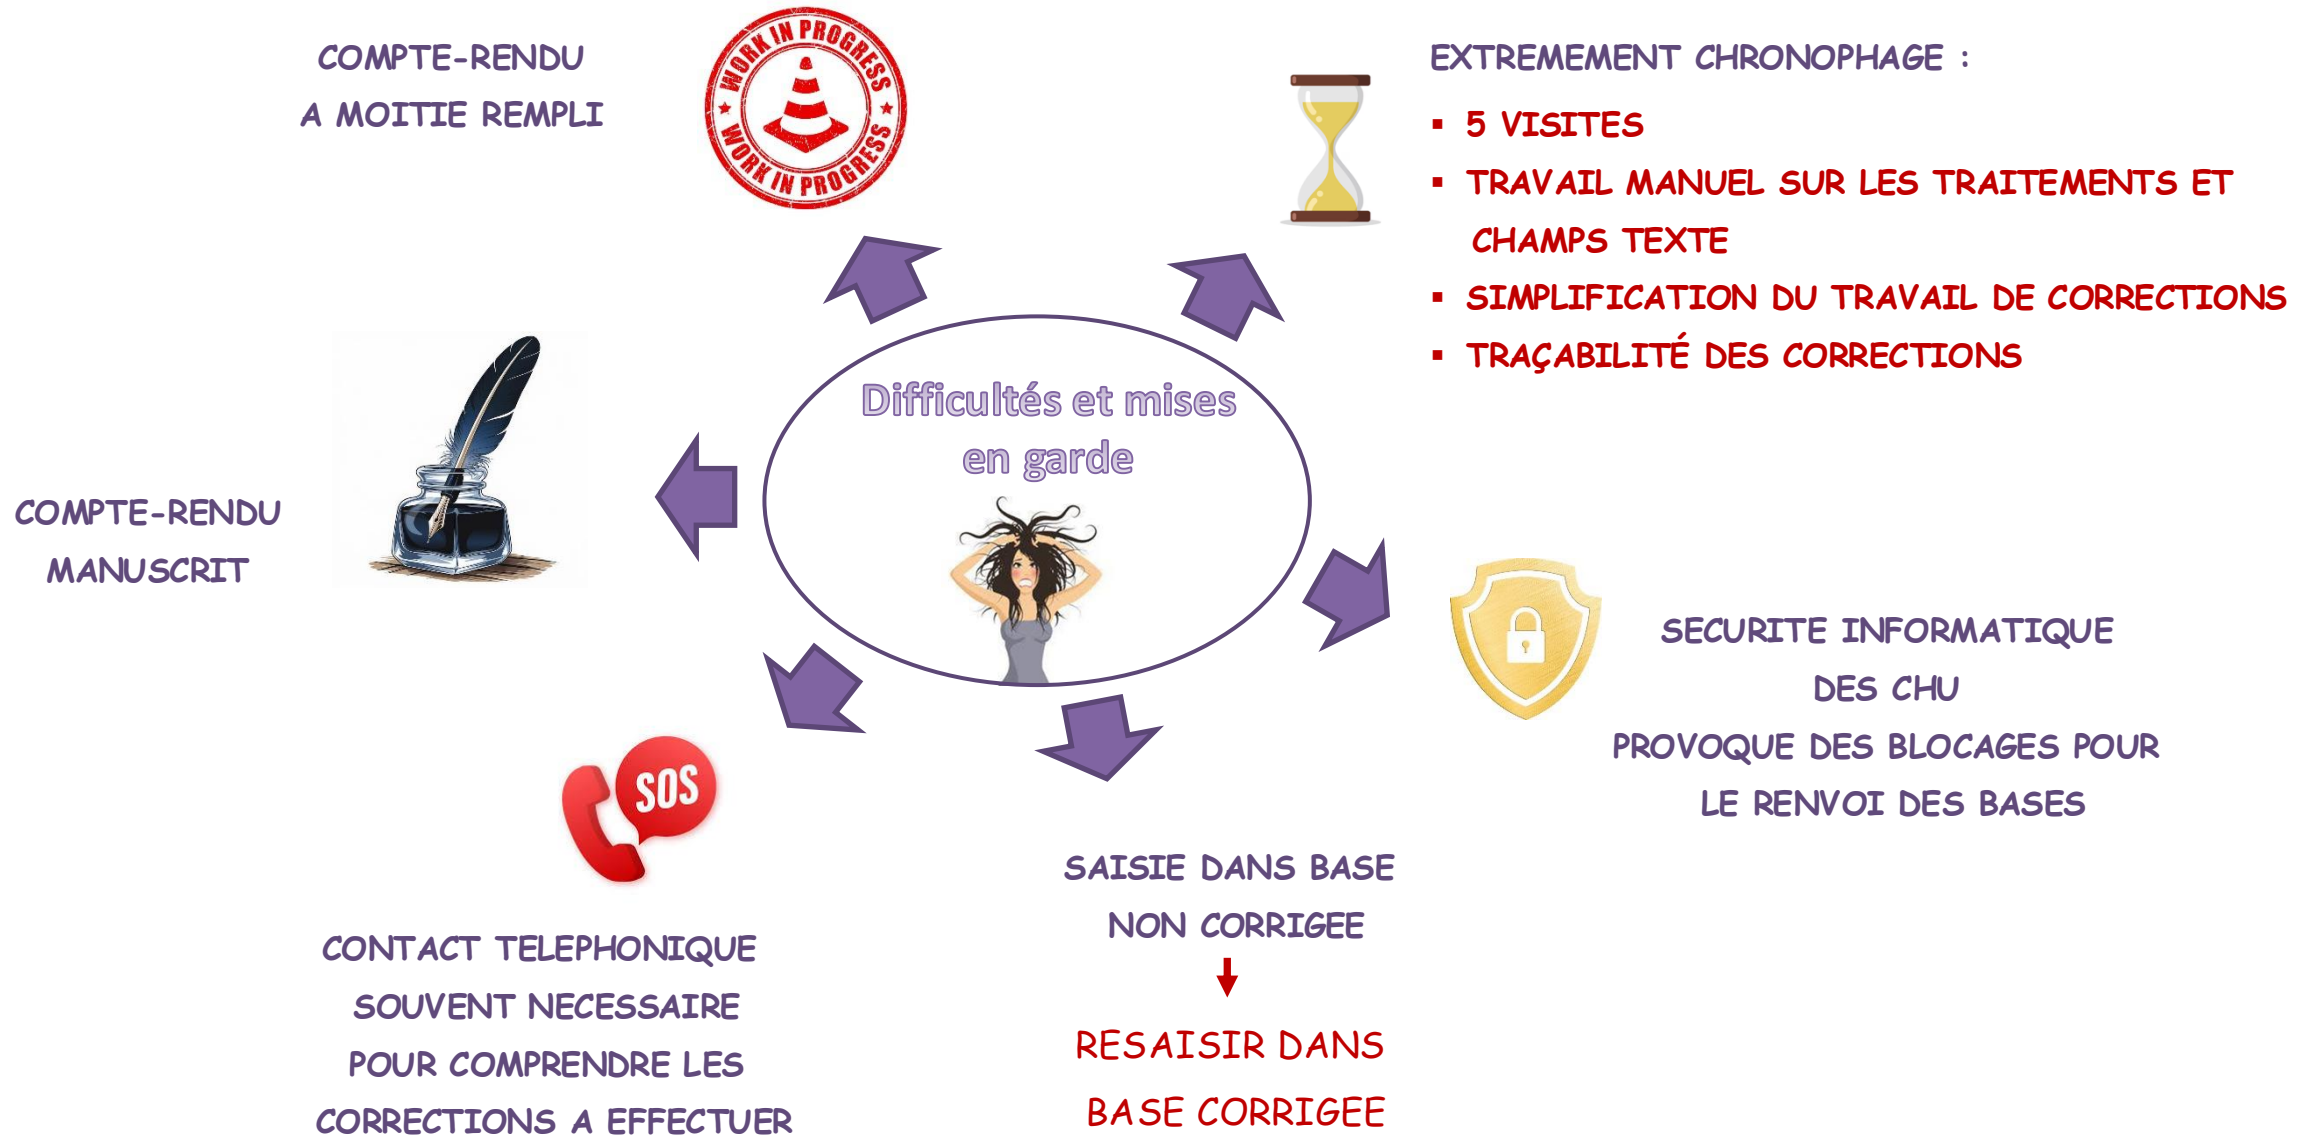 COMPTE-RENDU
A MOITIE REMPLI
WORK IN PROGRESS
WORK IN PROGRESS
EXTREMEMENT CHRONOPHAGE :
▪ 5 VISITES
▪ TRAVAIL MANUEL SUR LES TRAITEMENTS ET
CHAMPS TEXTE
▪ SIMPLIFICATION DU TRAVAIL DE CORRECTIONS
▪ TRAÇABILITÉ DES CORRECTIONS
Difficultés et mises
en garde
COMPTE-RENDU
MANUSCRIT
SECURITE INFORMATIQUE
DES CHU
PROVOQUE DES BLOCAGES POUR
LE RENVOI DES BASES
SOS
CONTACT TELEPHONIQUE
SOUVENT NECESSAIRE
POUR COMPRENDRE LES
CORRECTIONS A EFFECTUER
SAISIE DANS BASE
NON CORRIGEE
RESAISIR DANS
BASE CORRIGEE